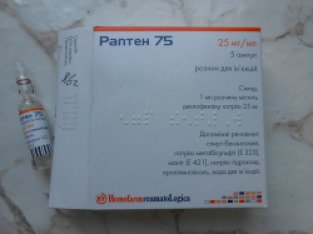 Раптен 75
25 мг/мл
5 ампул
розчин для ін'єкцій
Склад:
1 мл розчину містить:
диклофенаку натрію 25 мг
Допоміжні речовини:
спирт бензиловий,
натрію метабісульфіт [E 223],
маніт [E 421], натрію гідроксид,
пропіленгліколь, вода для ін'єкцій.
Hemofarm reumatoLogica